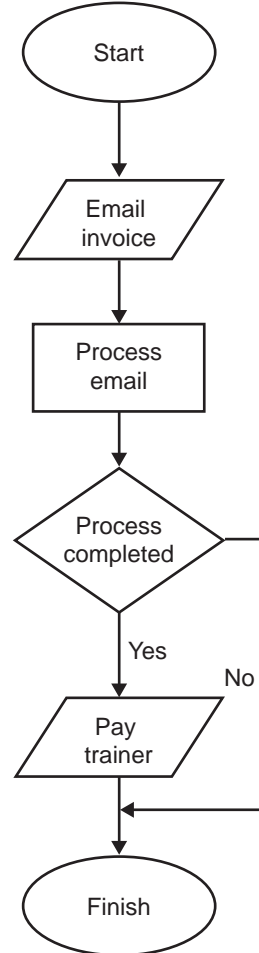 Start
Email
invoice
Process
email
Process
completed
Yes
No
Pay
trainer
Finish